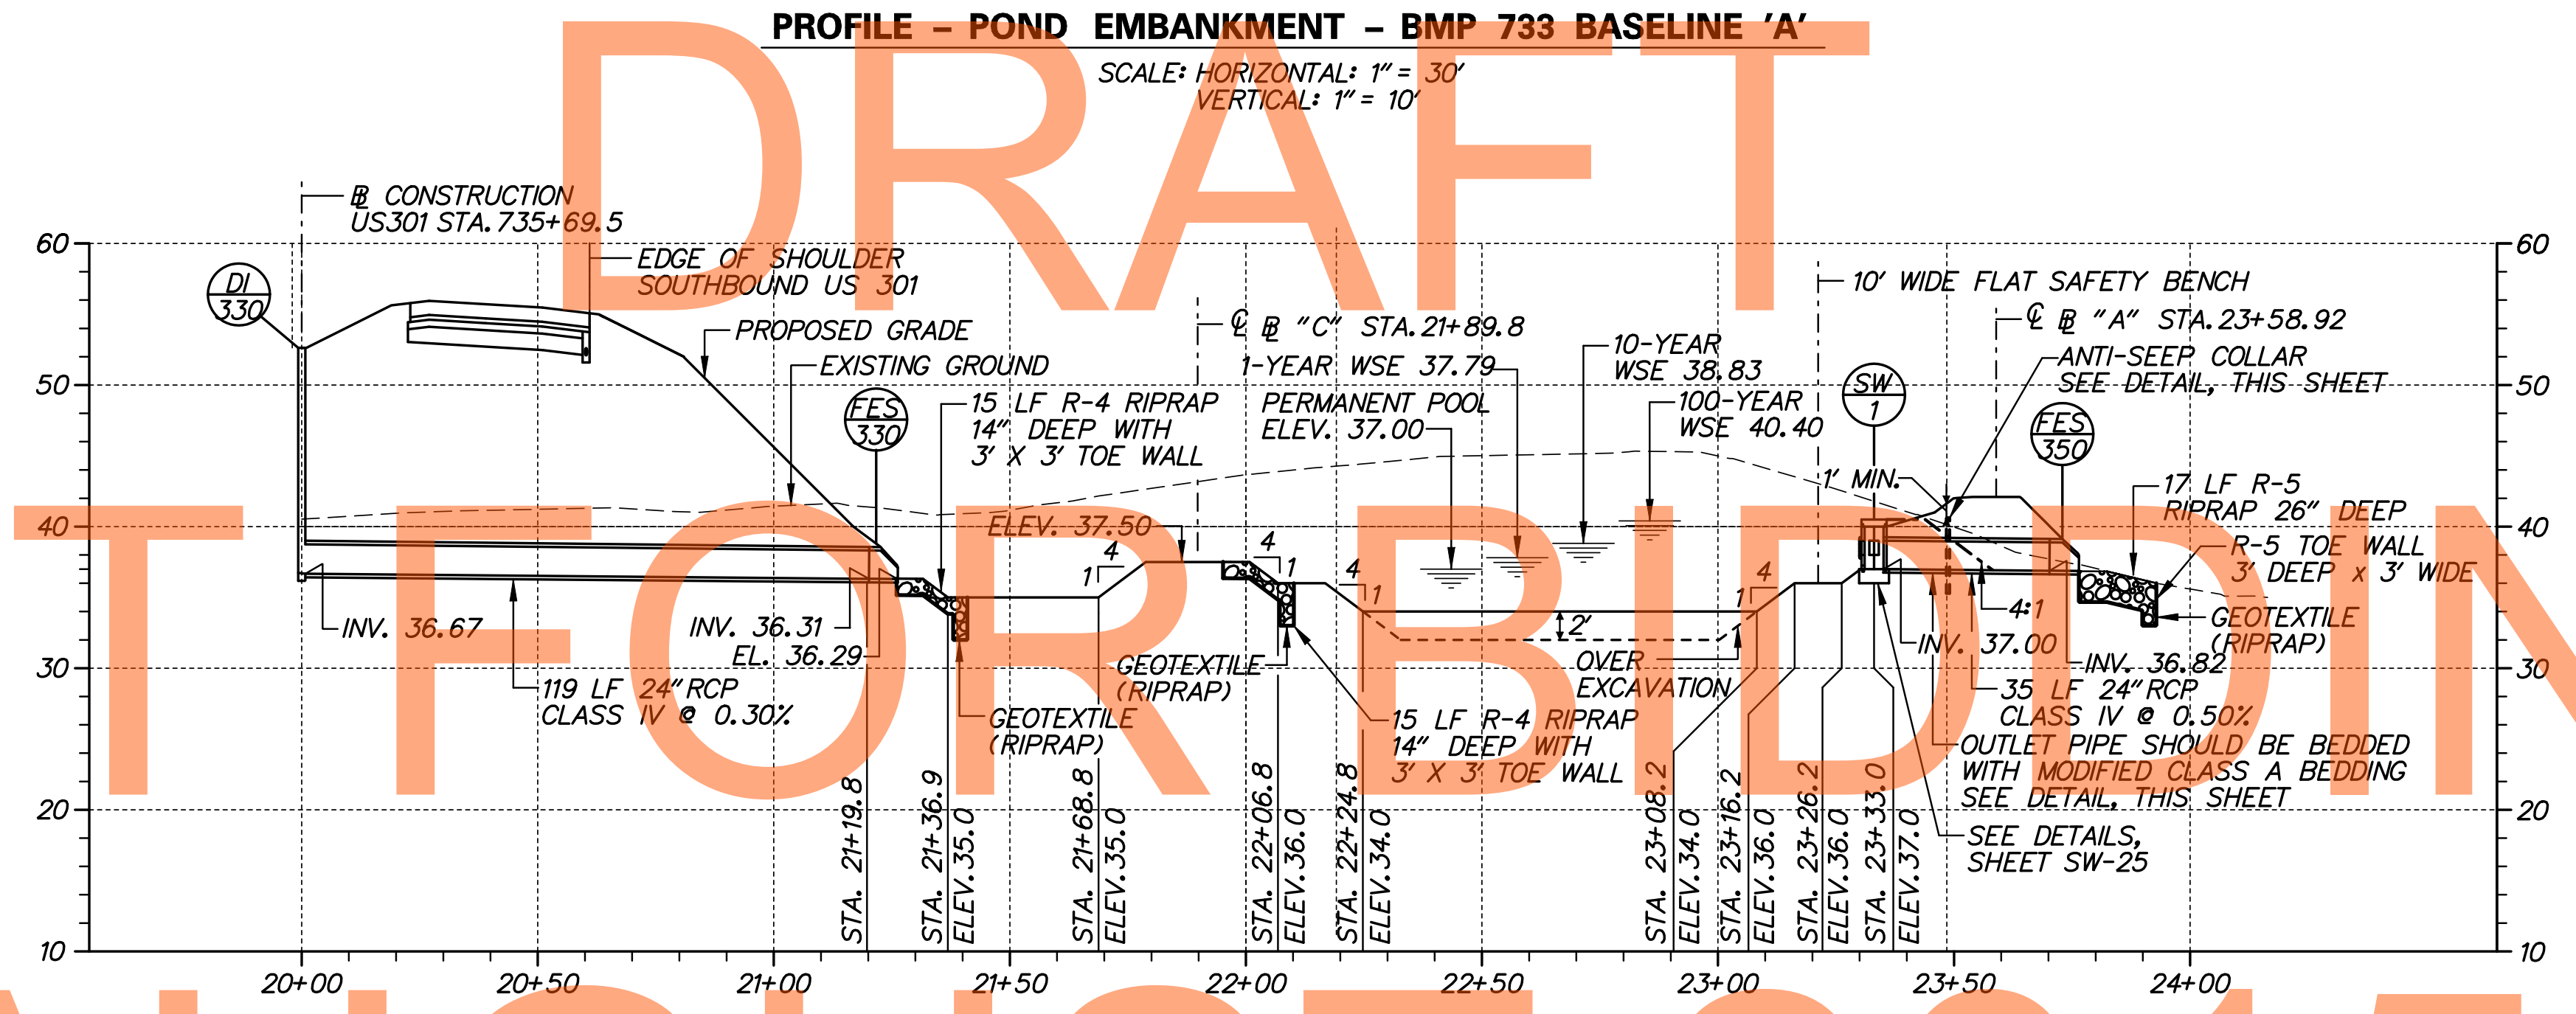 PROFILE - POND EMBANKMENT - BMP 733 BASELINE 'A'
SCALE: HORIZONTAL: 1" = 30'
VERTICAL: 1" = 10'
DRAFT
T FOR BIDDIN
BL CONSTRUCTION
US301 STA.735+69.5
EDGE OF SHOULDER
SOUTHBOUND US 301
DI
330
PROPOSED GRADE
EXISTING GROUND
FES
330
15 LF R-4 RIPRAP
14" DEEP WITH
3' X 3' TOE WALL
CL BL "C" STA.21+89.8
1-YEAR WSE 37.79
PERMANENT POOL
ELEV. 37.00
10-YEAR
WSE 38.83
100-YEAR
WSE 40.40
10' WIDE FLAT SAFETY BENCH
CL BL "A" STA.23+58.92
ANTI-SEEP COLLAR
SEE DETAIL, THIS SHEET
SW
1
FES
350
1' MIN.
17 LF R-5
RIPRAP 26" DEEP
R-5 TOE WALL
3' DEEP x 3' WIDE
GEOTEXTILE
(RIPRAP)
ELEV. 37.50
4
1
4
1
4
1
4
1
2'
4:1
INV. 36.67
INV. 36.31
EL. 36.29
119 LF 24" RCP
CLASS IV @ 0.30%
GEOTEXTILE
(RIPRAP)
GEOTEXTILE
(RIPRAP)
15 LF R-4 RIPRAP
14" DEEP WITH
3' X 3' TOE WALL
OVER
EXCAVATION
INV. 37.00
INV. 36.82
35 LF 24" RCP
CLASS IV @ 0.50%
OUTLET PIPE SHOULD BE BEDDED
WITH MODIFIED CLASS A BEDDING
SEE DETAIL, THIS SHEET
SEE DETAILS,
SHEET SW-25
STA. 21+19.8
STA. 21+36.9
ELEV.35.0
STA. 21+68.8
ELEV.35.0
STA. 22+06.8
ELEV.36.0
STA. 22+24.8
ELEV.34.0
STA. 23+08.2
ELEV.34.0
STA. 23+16.2
ELEV.36.0
STA. 23+26.2
ELEV.36.0
STA. 23+33.0
ELEV.37.0
60
50
40
30
20
10
60
50
40
30
20
10
20+00 20+50 21+00 21+50 22+00 22+50 23+00 23+50 24+00